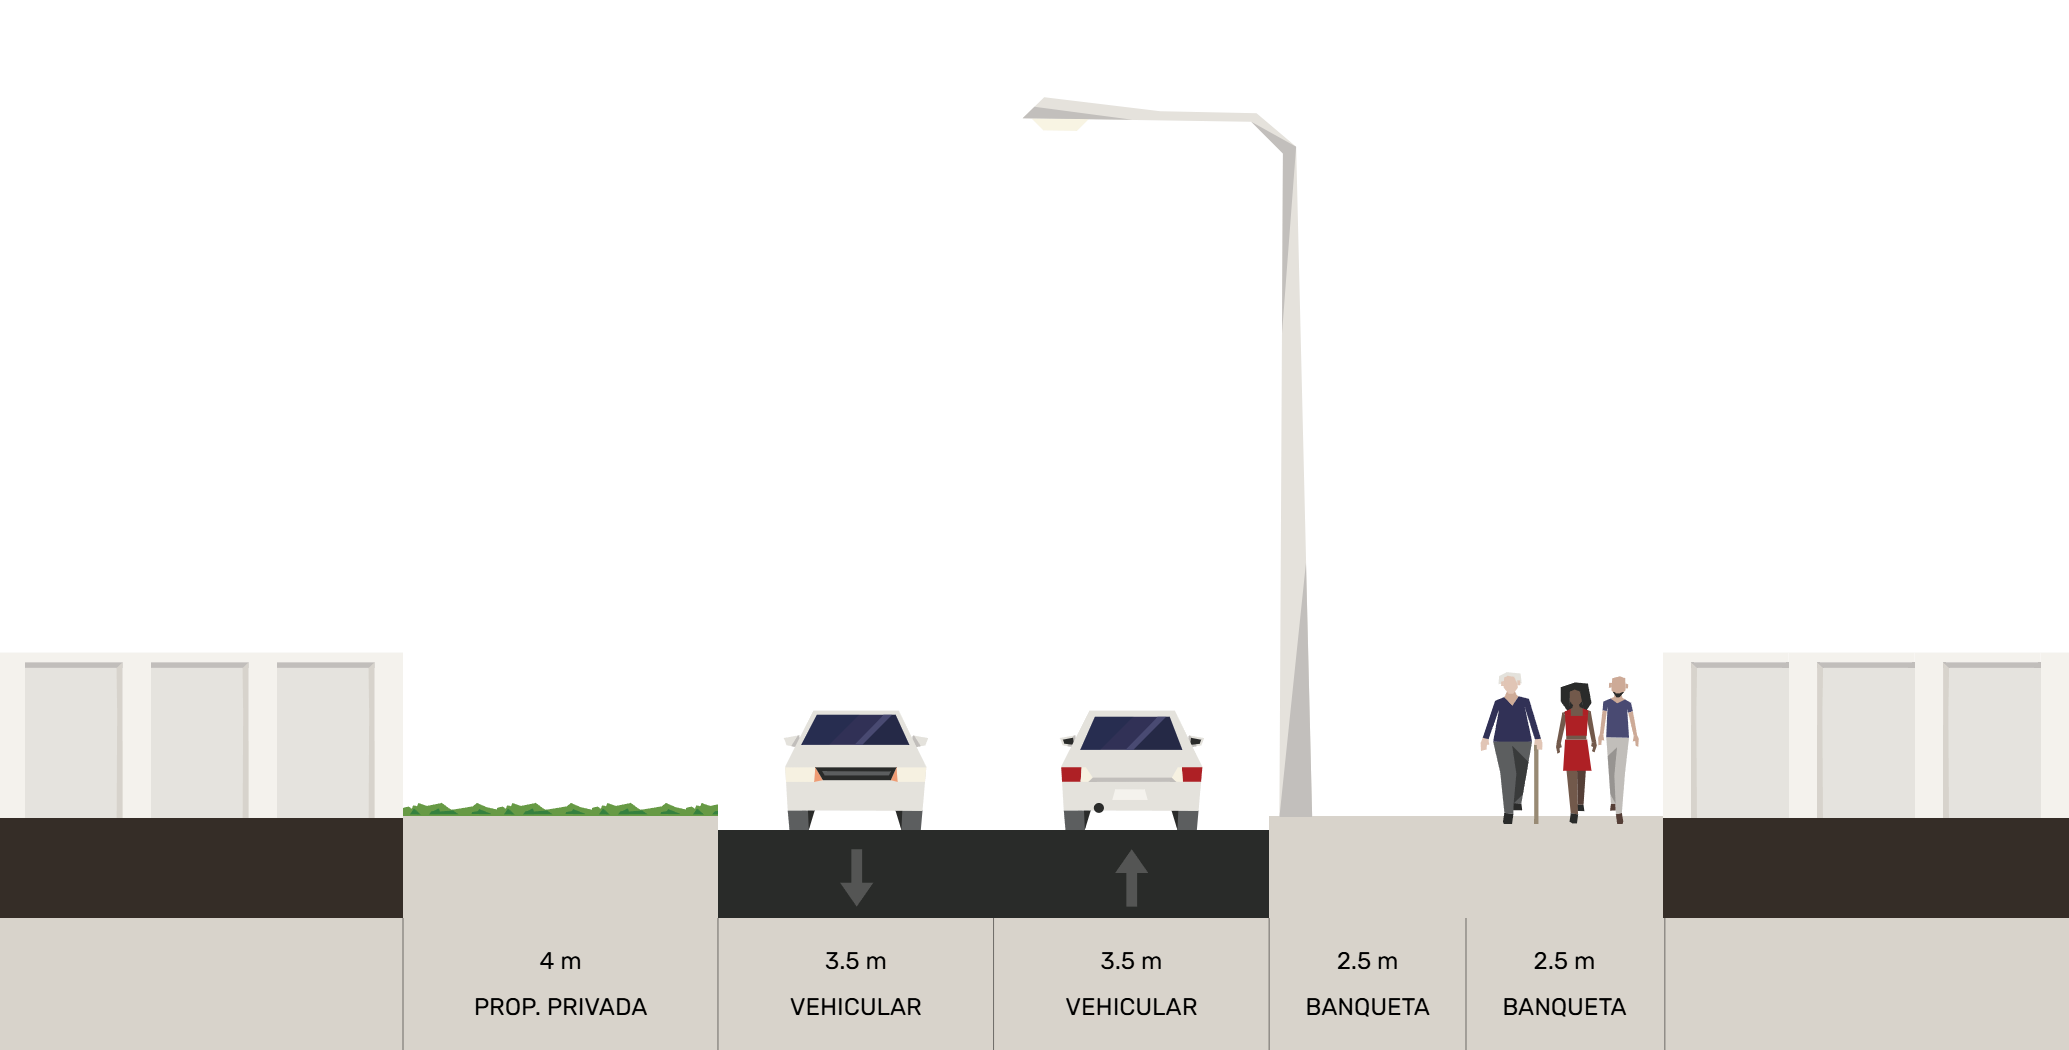 4 m
PROP. PRIVADA
3.5 m
VEHICULAR
3.5 m
VEHICULAR
2.5 m
BANQUETA
2.5 m
BANQUETA